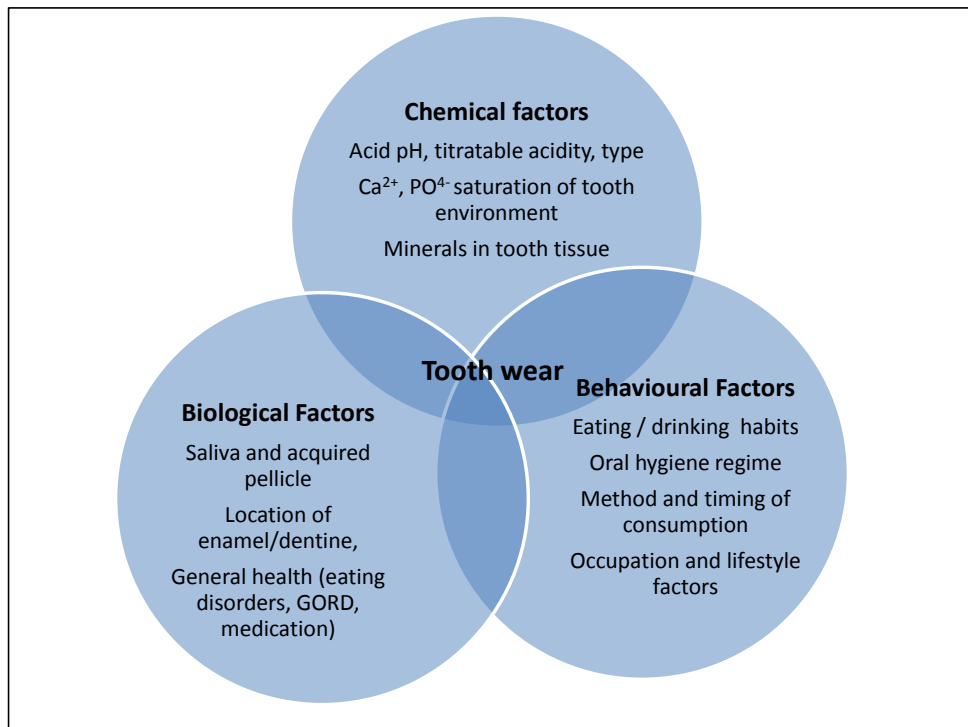 Chemical factors
Acid pH, titratable acidity, type
Ca²⁺, PO⁴⁻ saturation of tooth
environment
Minerals in tooth tissue
Tooth wear
Biological Factors
Saliva and acquired
pellicle
Location of
enamel/dentine,
General health (eating
disorders, GORD,
medication)
Behavioural Factors
Eating / drinking habits
Oral hygiene regime
Method and timing of
consumption
Occupation and lifestyle
factors